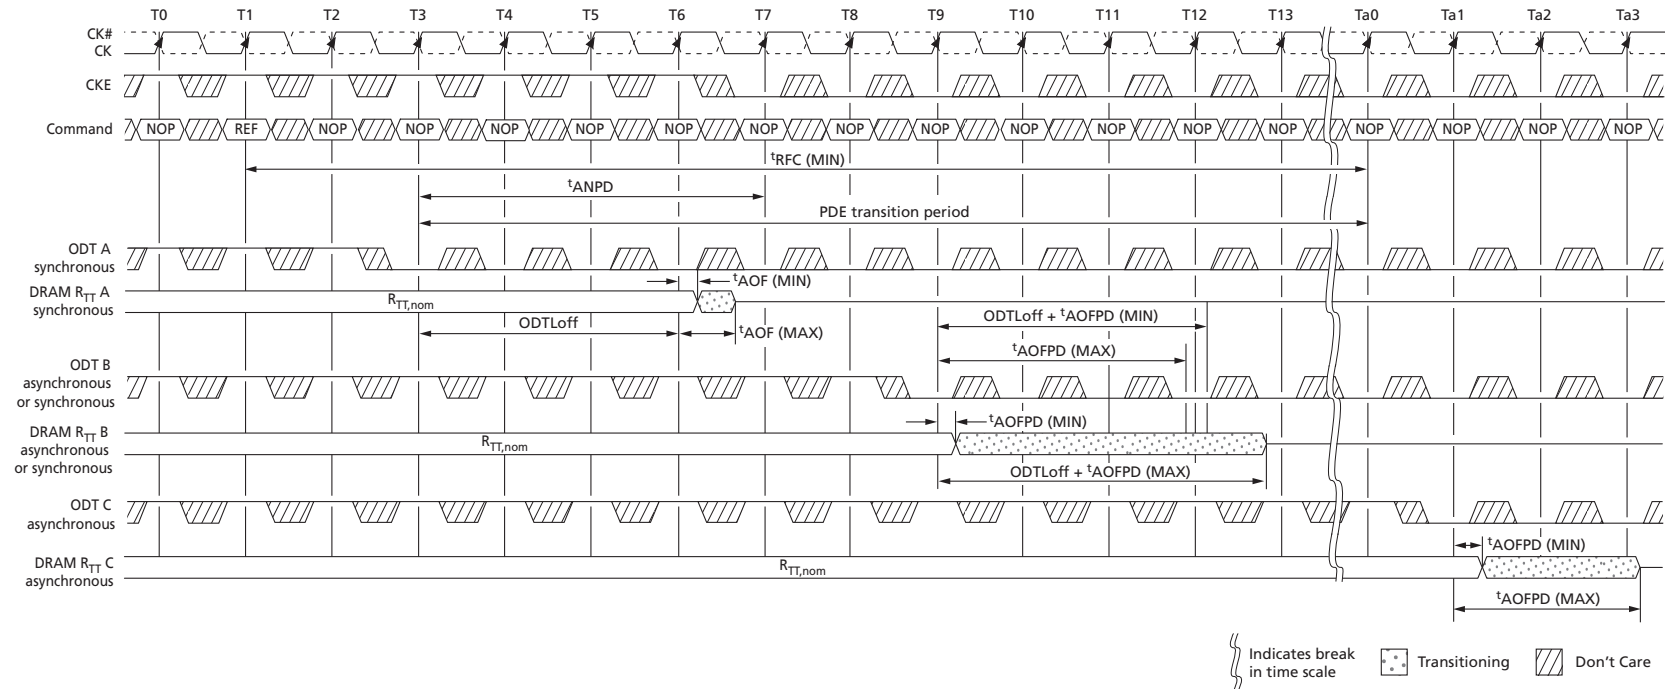 T0 T1 T2 T3 T4 T5 T6 T7 T8 T9 T10 T11 T12 T13 Ta0 Ta1 Ta2 Ta3
CK#
CK
CKE
Command NOP REF NOP NOP NOP NOP NOP NOP NOP NOP NOP NOP NOP NOP NOP NOP NOP NOP
tRFC (MIN)
tANPD
PDE transition period
ODT A
synchronous
tAOF (MIN)
DRAM RTT A
synchronous
RTT,nom
ODTLoff
tAOF (MAX)
ODTLoff + tAOFPD (MIN)
tAOFPD (MAX)
ODT B
asynchronous
or synchronous
tAOFPD (MIN)
DRAM RTT B
asynchronous
or synchronous
RTT,nom
ODTLoff + tAOFPD (MAX)
ODT C
asynchronous
tAOFPD (MIN)
DRAM RTT C
asynchronous
RTT,nom
tAOFPD (MAX)
Indicates break
in time scale
Transitioning
Don't Care